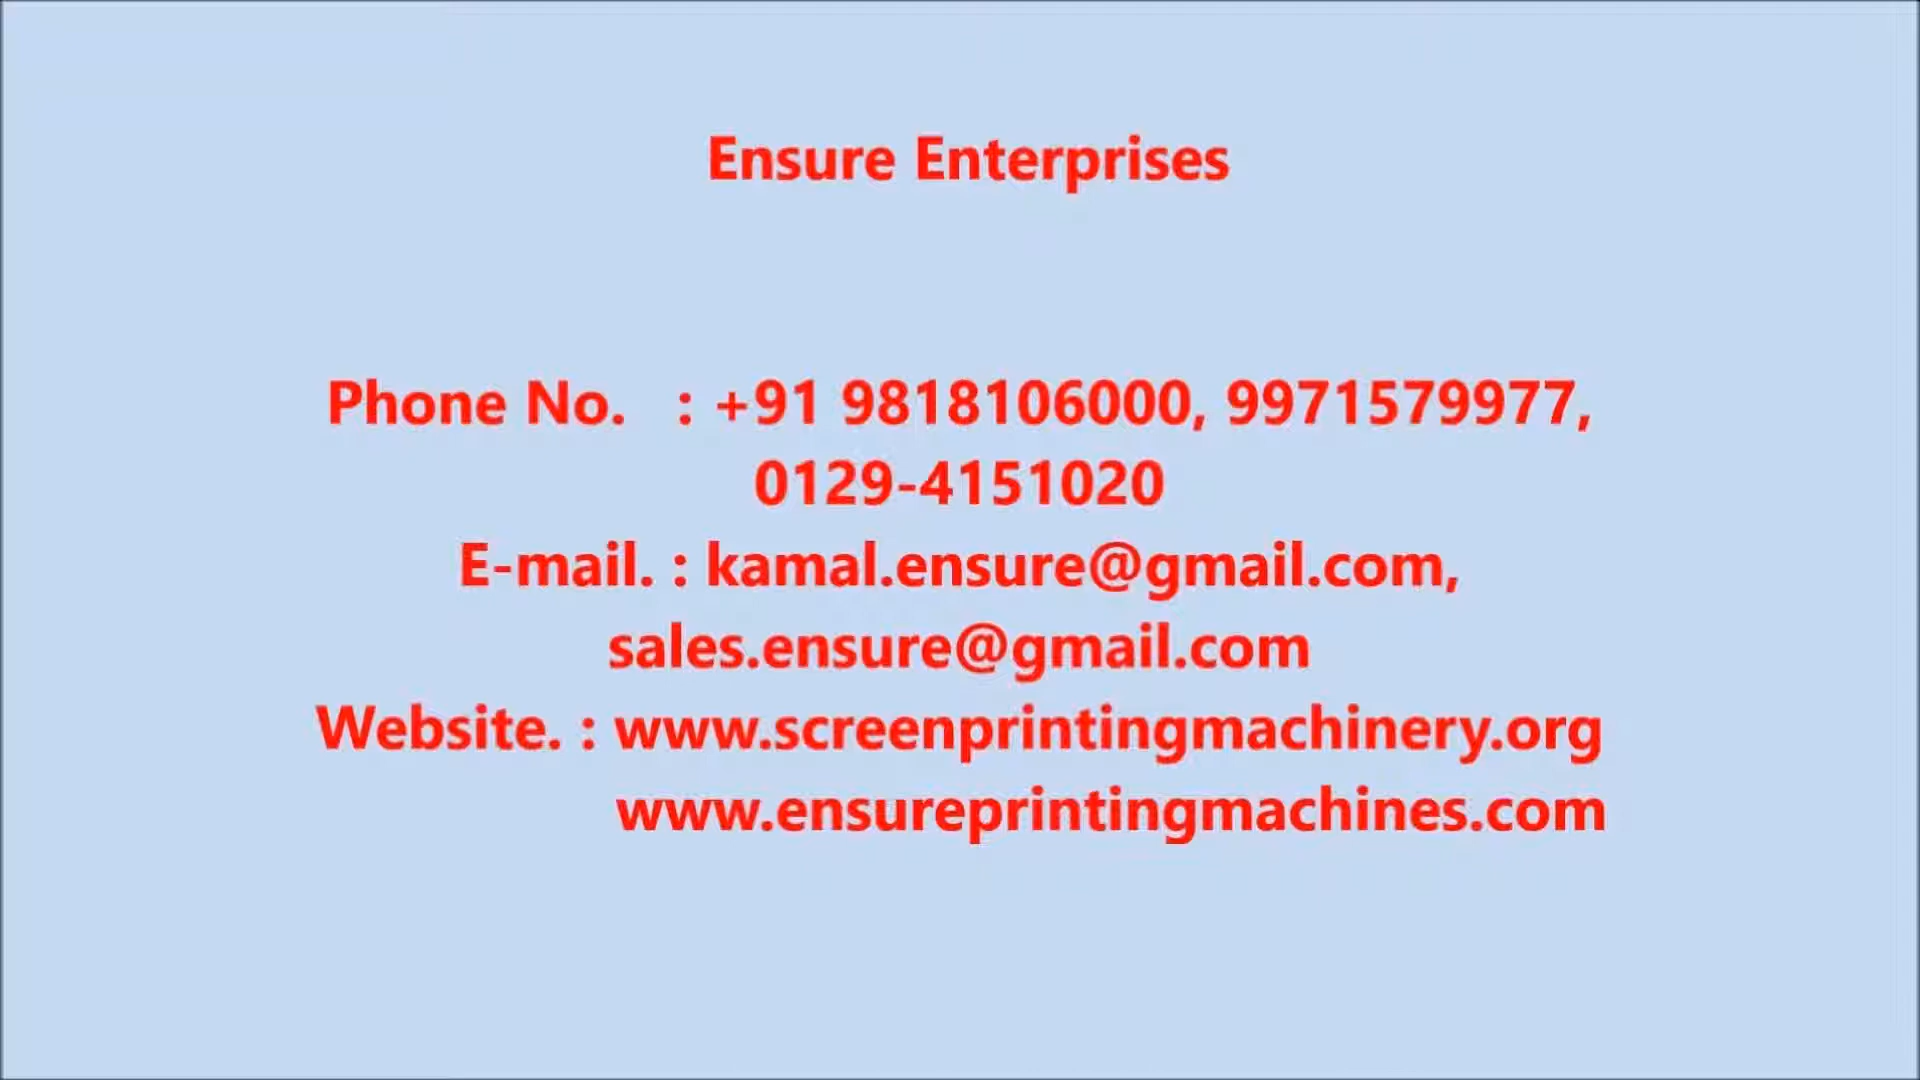 Ensure Enterprises
Phone No.   : +91 9818106000, 9971579977,
0129-4151020
E-mail. : kamal.ensure@gmail.com,
sales.ensure@gmail.com
Website. : www.screenprintingmachinery.org
www.ensureprintingmachines.com